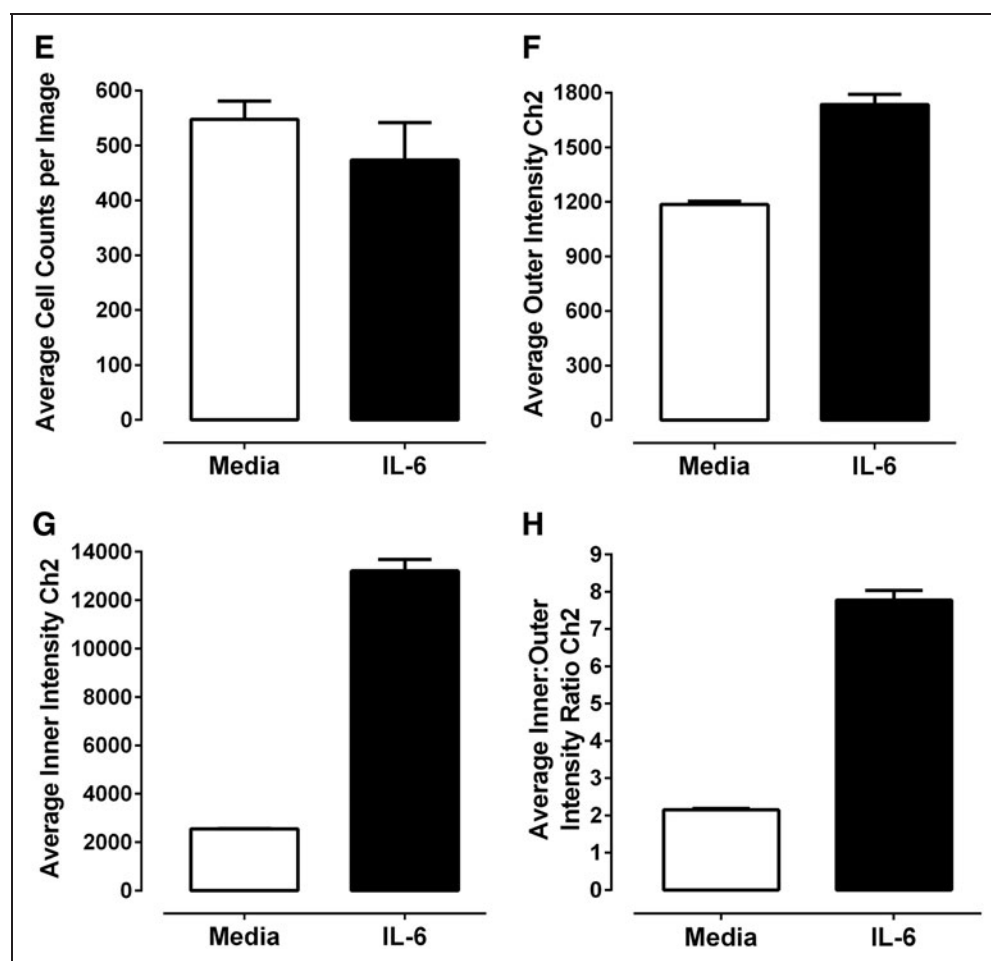 E
Average Cell Counts per Image
600
500
400
300
200
100
0
Media IL-6
F
Average Outer Intensity Ch2
1800
1500
1200
900
600
300
0
Media IL-6
G
Average Inner Intensity Ch2
14000
12000
10000
8000
6000
4000
2000
0
Media IL-6
H
Average Inner:Outer
Intensity Ratio Ch2
9
8
7
6
5
4
3
2
1
0
Media IL-6